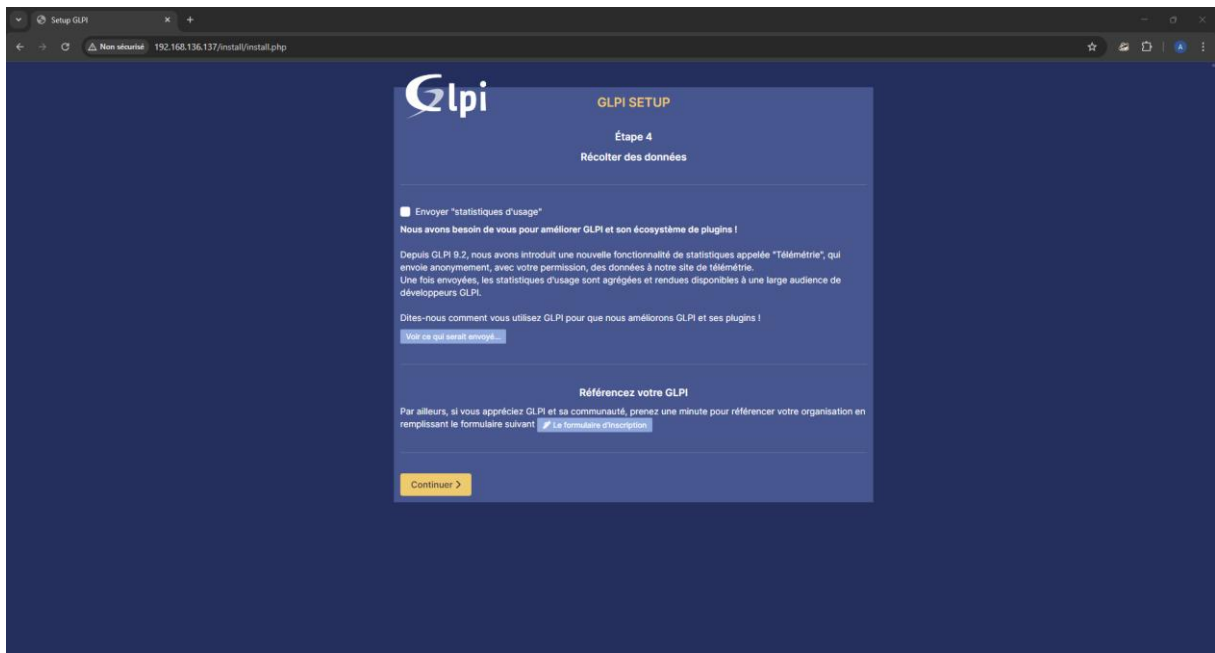 Setup GLPI
Non sécurisé 192.168.136.137/install/install.php
A
Glpi
GLPI SETUP
Étape 4
Récolter des données
Envoyer "statistiques d'usage"
Nous avons besoin de vous pour améliorer GLPI et son écosystème de plugins !
Depuis GLPI 9.2, nous avons introduit une nouvelle fonctionnalité de statistiques appelée "Télémétrie", qui
envoie anonymement, avec votre permission, des données à notre site de télémétrie.
Une fois envoyées, les statistiques d'usage sont agrégées et rendues disponibles à une large audience de
développeurs GLPI.
Dites-nous comment vous utilisez GLPI pour que nous améliorons GLPI et ses plugins !
Voir ce qui serait envoyé...
Référencez votre GLPI
Par ailleurs, si vous appréciez GLPI et sa communauté, prenez une minute pour référencer votre organisation en
remplissant le formulaire suivant Le formulaire d'inscription
Continuer